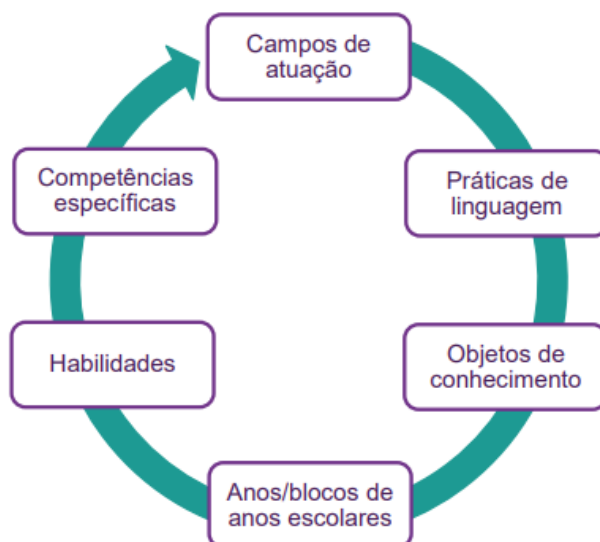 Campos de
atuação
Práticas de
linguagem
Objetos de
conhecimento
Anos/blocos de
anos escolares
Habilidades
Competências
específicas